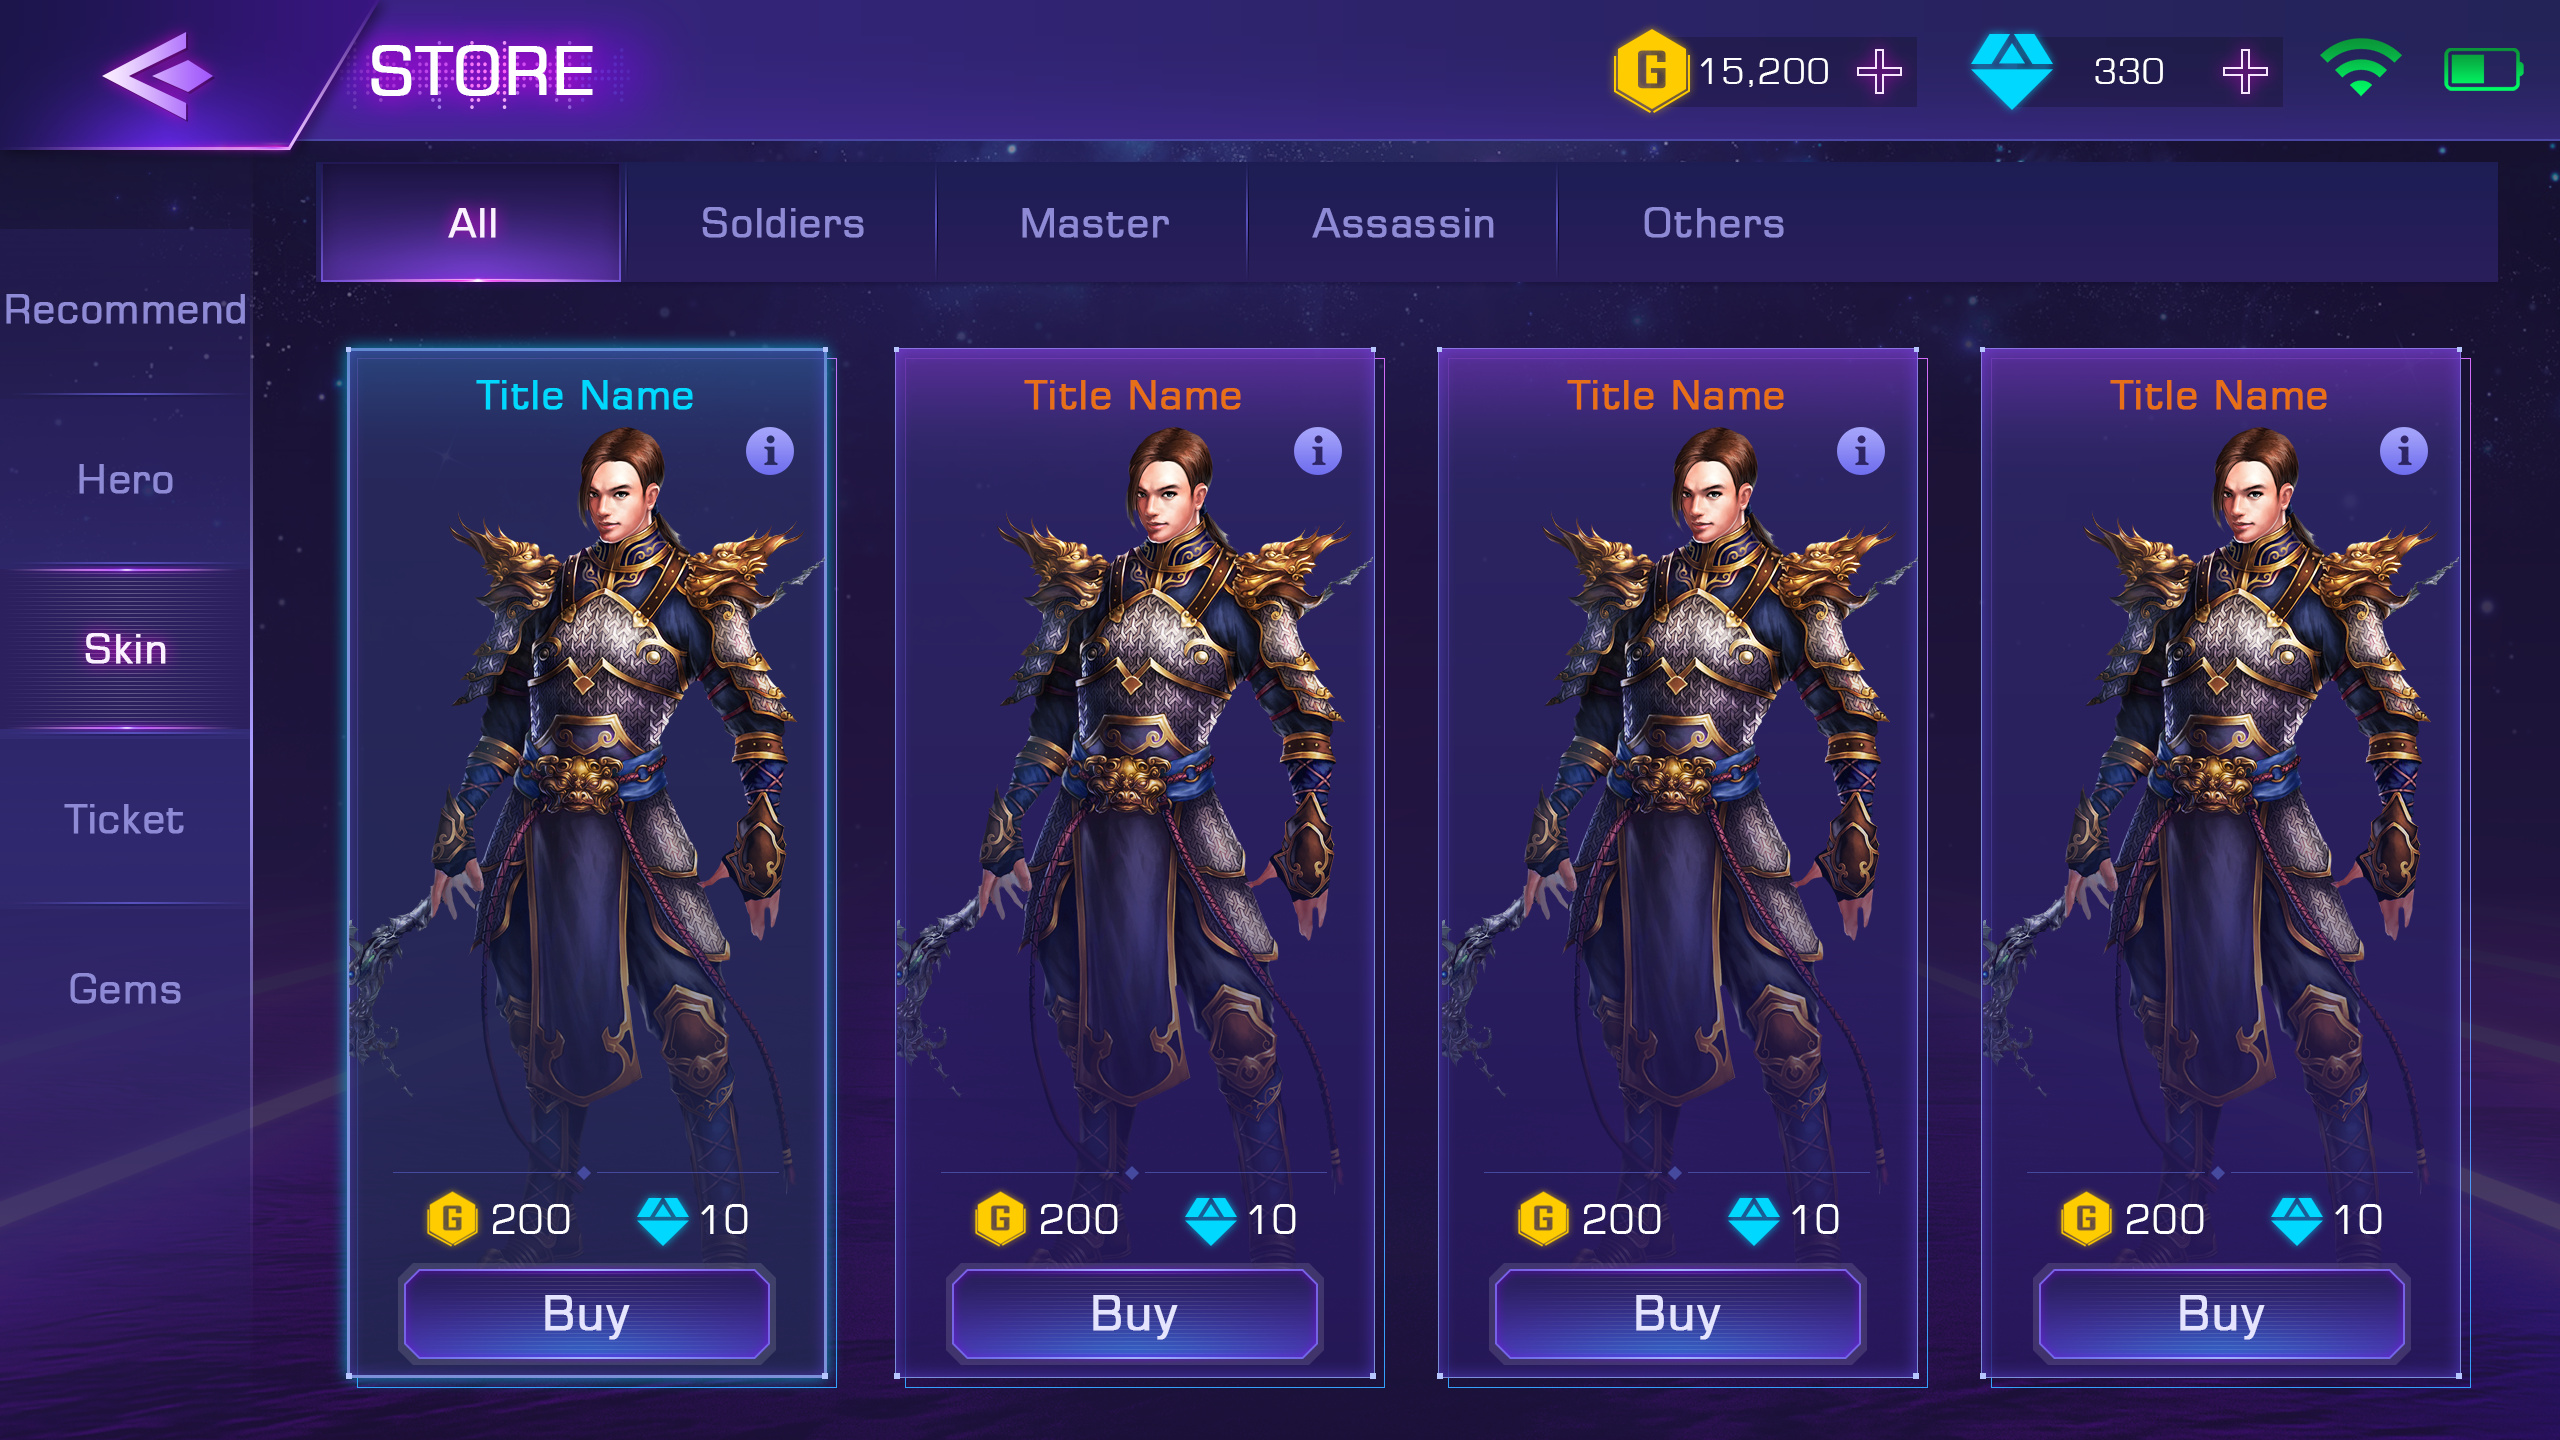 STORE
G 15,200
330
All Soldiers Master Assassin Others
Recommend
Hero
Skin
Ticket
Gems
Title Name
i
G 200 10
Buy
Title Name
i
G 200 10
Buy
Title Name
i
G 200 10
Buy
Title Name
i
G 200 10
Buy